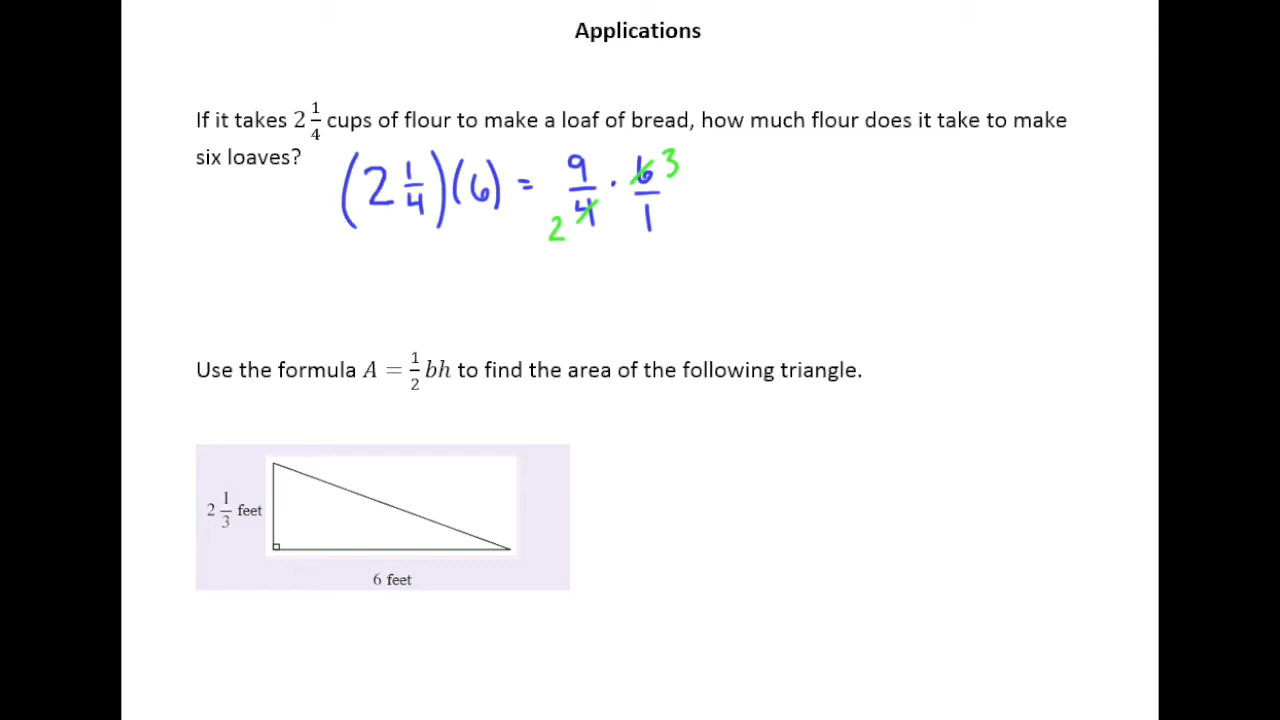 Applications
If it takes 2 1/4 cups of flour to make a loaf of bread, how much flour does it take to make
six loaves?
(2 1/4)(6) = 9/4 · 6/1
3
2
Use the formula A = 1/2 bh to find the area of the following triangle.
2 1/3 feet
6 feet